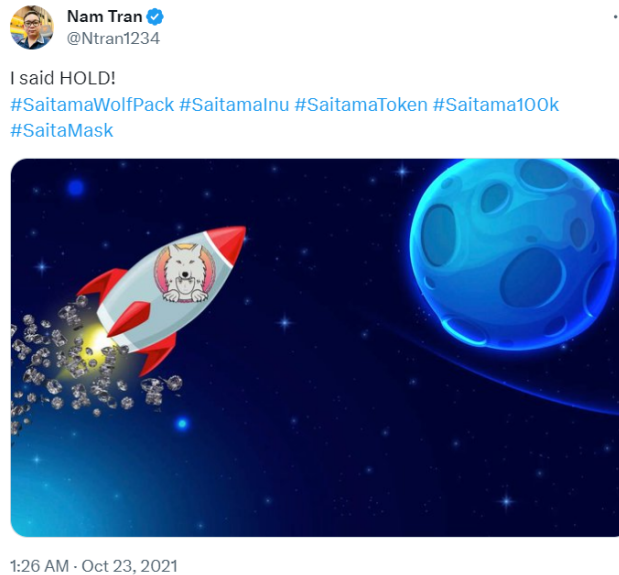 Nam Tran
@Ntran1234
I said HOLD!
#SaitamaWolfPack #SaitamaInu #SaitamaToken #Saitama100k
#SaitaMask
1:26 AM · Oct 23, 2021